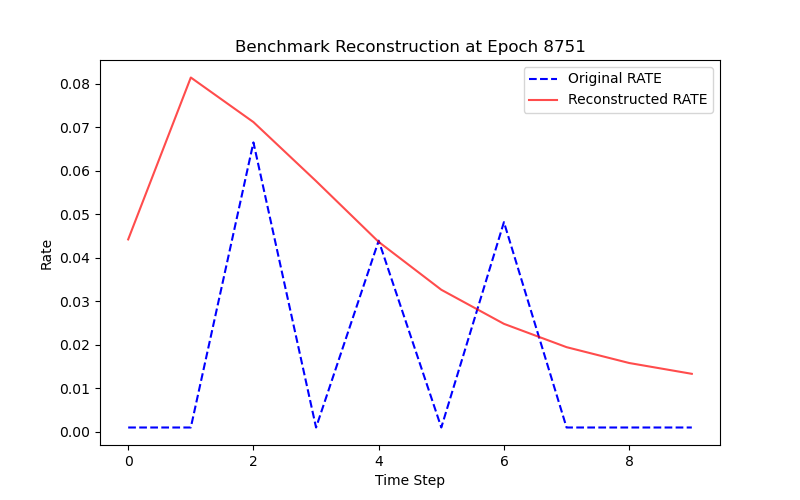 Benchmark Reconstruction at Epoch 8751
Original RATE
Reconstructed RATE
0.08
0.07
0.06
0.05
0.04
0.03
0.02
0.01
0.00
Rate
0 2 4 6 8
Time Step